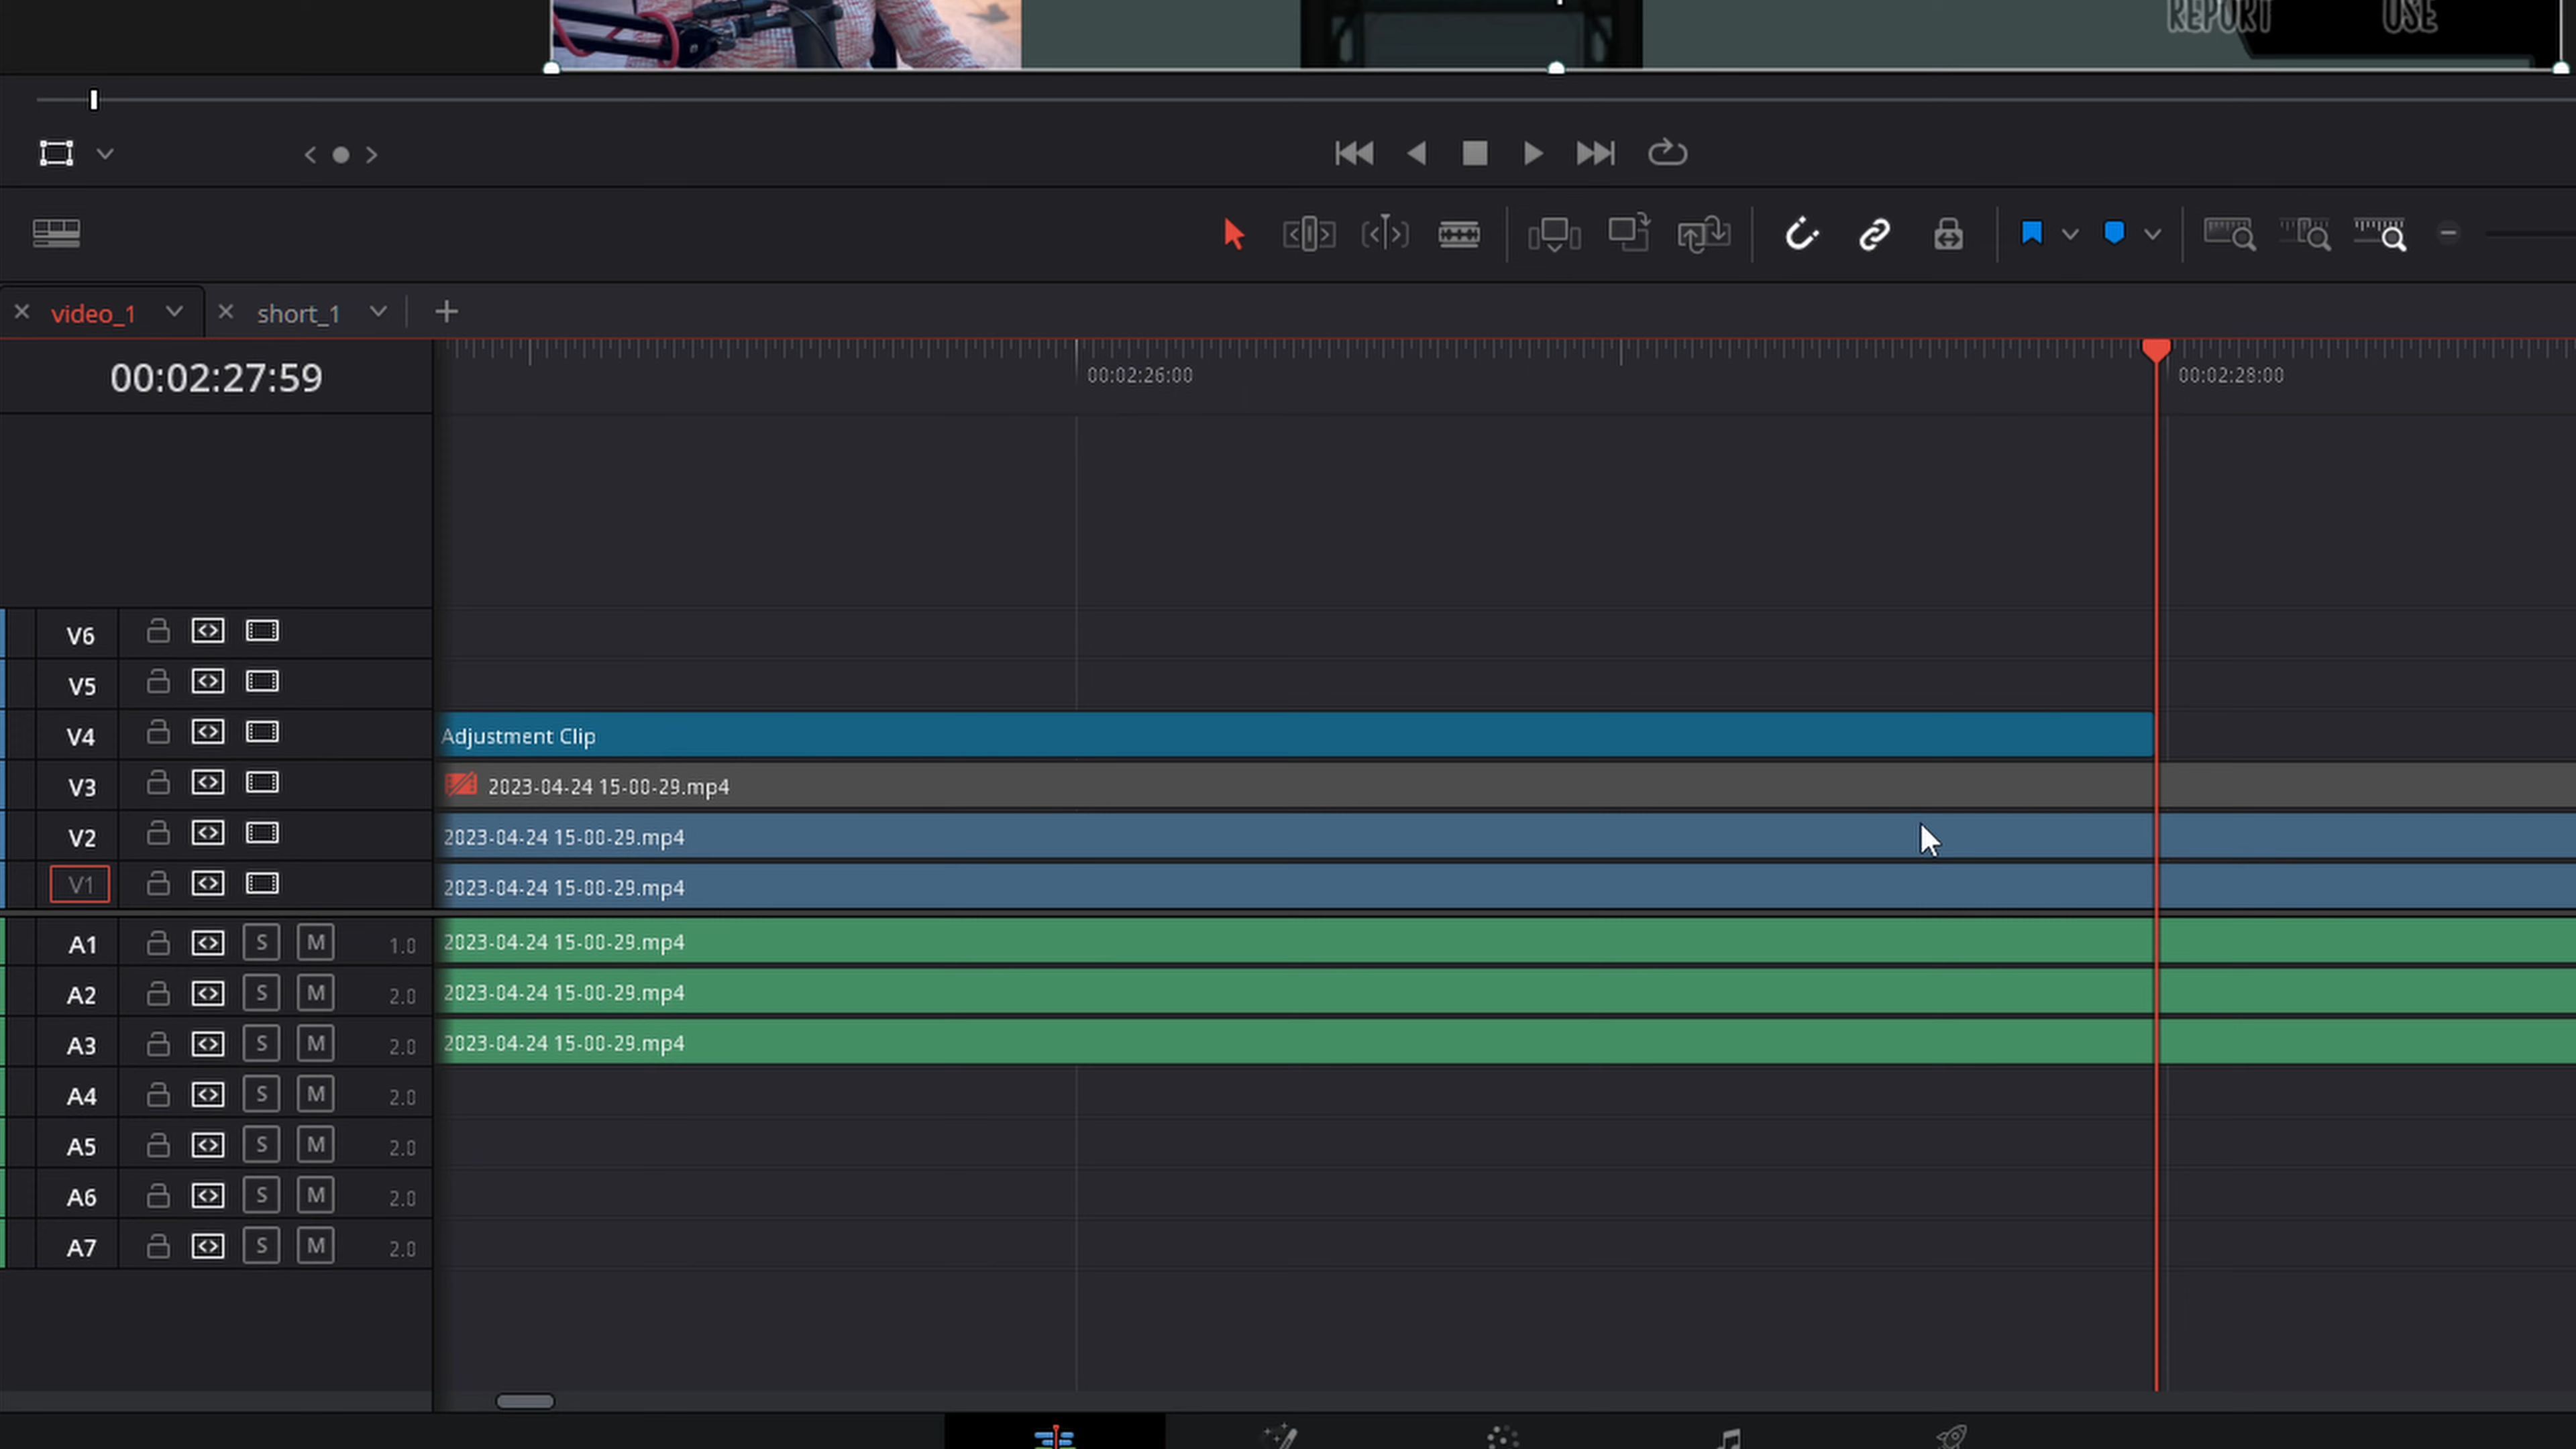 REPORT USE
video_1 short_1
00:02:27:59 00:02:26:00 00:02:28:00
V6
V5
V4 Adjustment Clip
V3 2023-04-24 15-00-29.mp4
V2 2023-04-24 15-00-29.mp4
V1 2023-04-24 15-00-29.mp4
A1 S M 1.0 2023-04-24 15-00-29.mp4
A2 S M 2.0 2023-04-24 15-00-29.mp4
A3 S M 2.0 2023-04-24 15-00-29.mp4
A4 S M 2.0
A5 S M 2.0
A6 S M 2.0
A7 S M 2.0